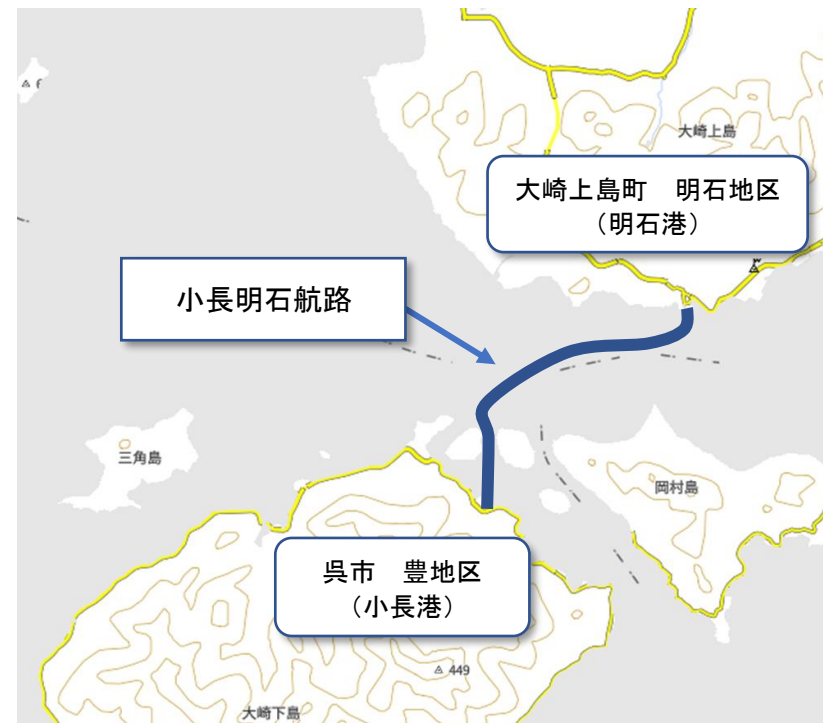 大崎上島
大崎上島町 明石地区
（明石港）
小長明石航路
三角島
岡村島
呉市 豊地区
（小長港）
449
大崎下島